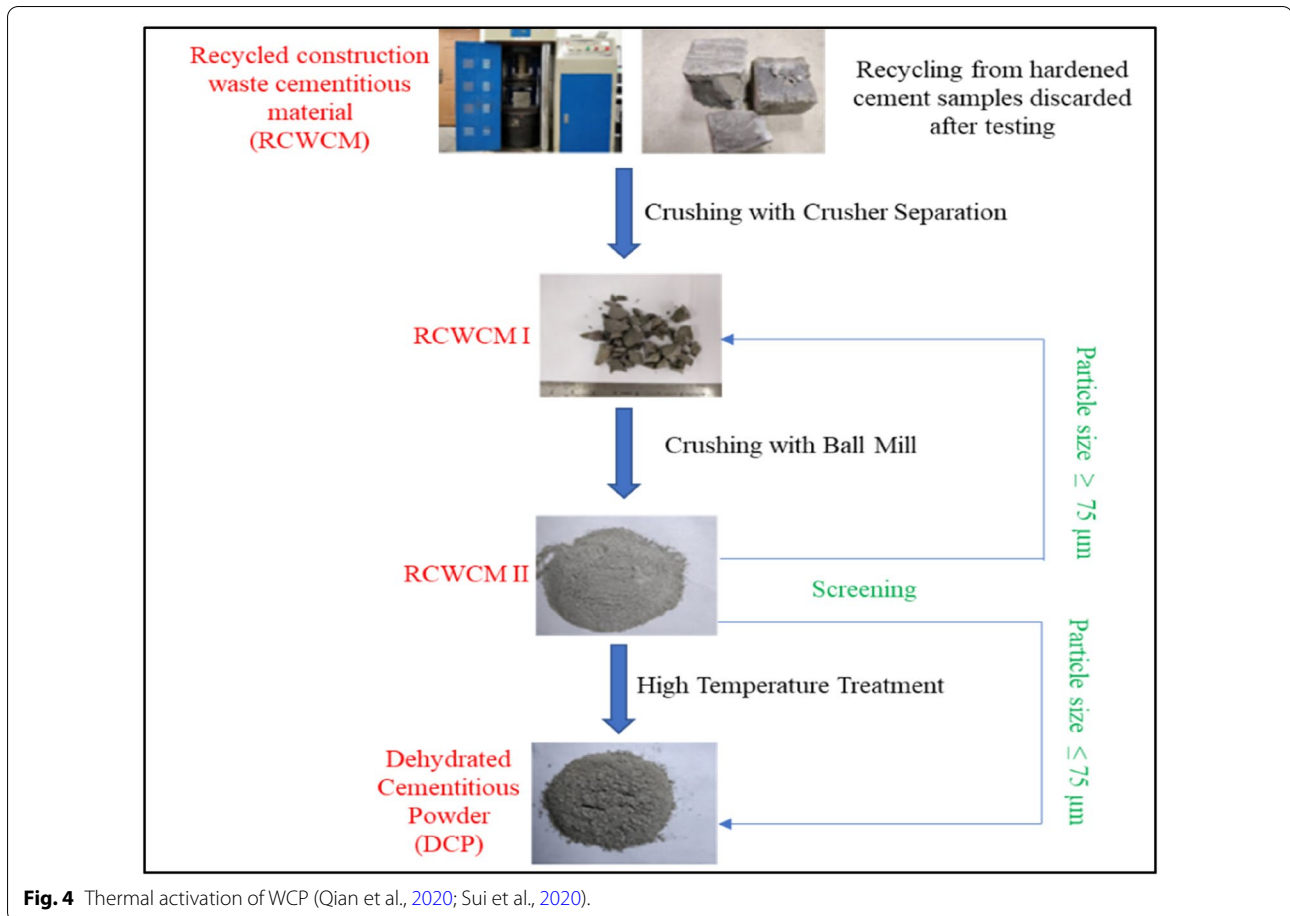 Recycled construction
waste cementitious
material
(RCWCM)
Recycling from hardened
cement samples discarded
after testing
Crushing with Crusher Separation
RCWCM I
Crushing with Ball Mill
Particle size ≥ 75 μm
RCWCM II
Screening
High Temperature Treatment
Particle size ≤ 75 μm
Dehydrated
Cementitious
Powder
(DCP)
Fig. 4 Thermal activation of WCP (Qian et al., 2020; Sui et al., 2020).